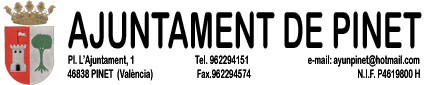 AJUNTAMENT DE PINET
Pl. L'Ajuntament, 1 Tel. 962294151 e-mail: ayunpinet@hotmail.com
46838 PINET (València) Fax.962294574 N.I.F. P4619800 H